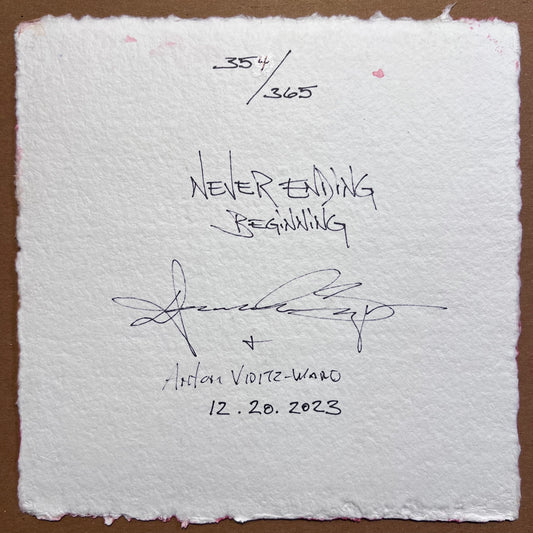 354/365
NEVER ENDING
BEGINNING
+
ANTON VIDITZ-WARD
12.20.2023